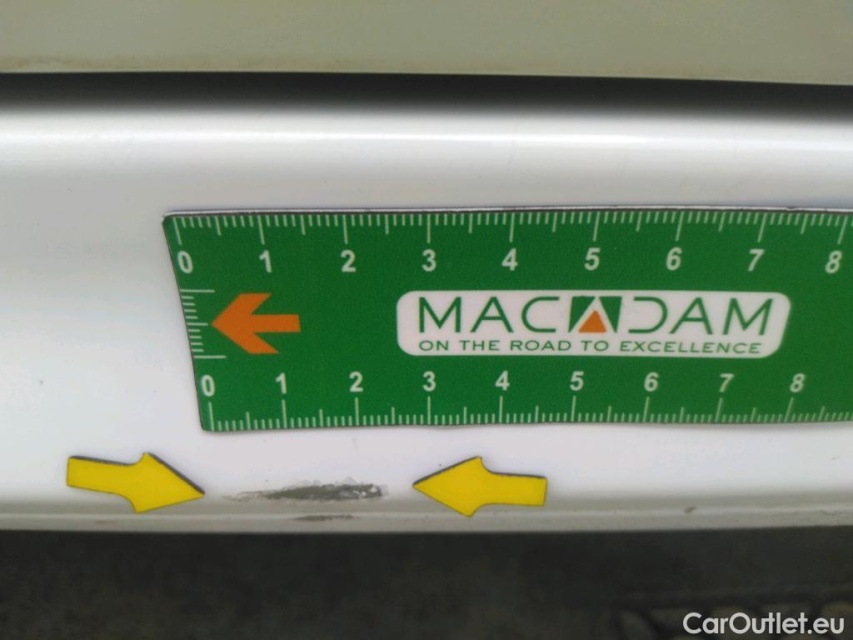 0 1 2 3 4 5 6 7 8
MACADAM
ON THE ROAD TO EXCELLENCE
0 1 2 3 4 5 6 7 8
CarOutlet.eu